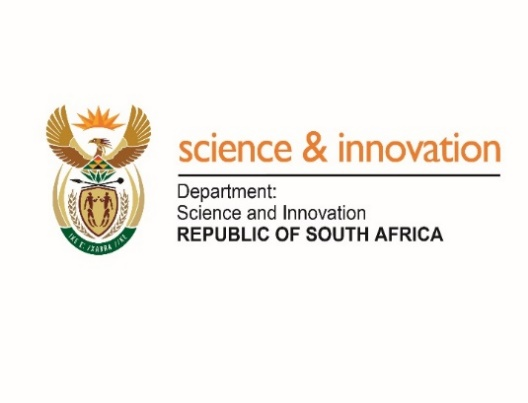 science & innovation
Department:
Science and Innovation
REPUBLIC OF SOUTH AFRICA